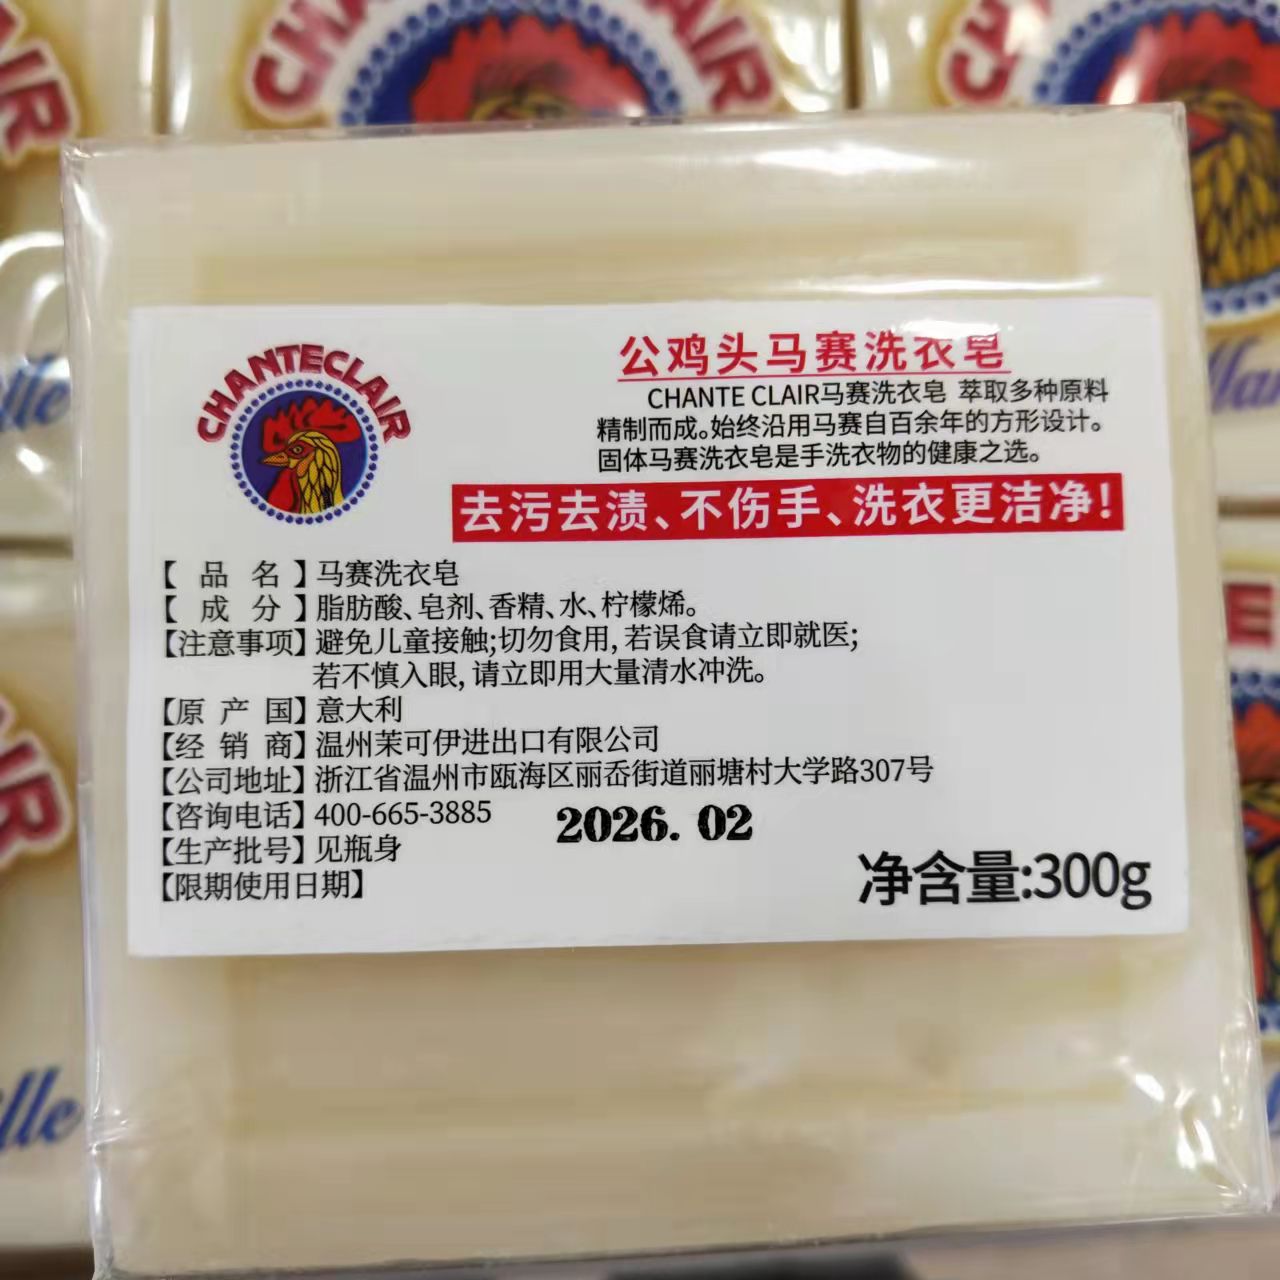 CHANTECLAIR
公鸡头马赛洗衣皂
CHANTE CLAIR马赛洗衣皂 萃取多种原料
精制而成。始终沿用马赛自百余年的方形设计。
固体马赛洗衣皂是手洗衣物的健康之选。
去污去渍、不伤手、洗衣更洁净!
【品名】马赛洗衣皂
【成分】脂肪酸、皂剂、香精、水、柠檬烯。
【注意事项】避免儿童接触;切勿食用,若误食请立即就医;
若不慎入眼,请立即用大量清水冲洗。
【原产国】意大利
【经销商】温州茉可伊进出口有限公司
【公司地址】浙江省温州市瓯海区丽岙街道丽塘村大学路307号
【咨询电话】400-665-3885
2026. 02
【生产批号】见瓶身
【限期使用日期】
净含量:300g